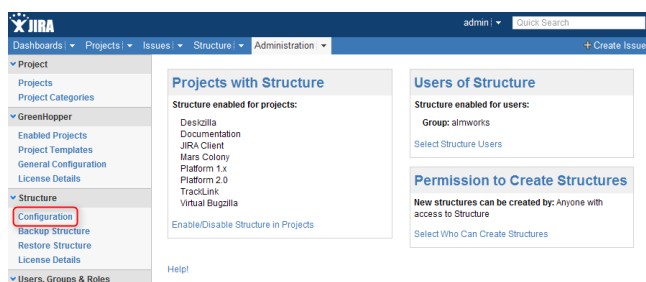 JIRA
admin
Quick Search
Dashboards
Projects
Issues
Structure
Administration
+ Create Issue
Project
Projects
Project Categories
GreenHopper
Enabled Projects
Project Templates
General Configuration
License Details
Structure
Configuration
Backup Structure
Restore Structure
License Details
Users, Groups & Roles
Projects with Structure
Structure enabled for projects:
Deskzilla
Documentation
JIRA Client
Mars Colony
Platform 1.x
Platform 2.0
TrackLink
Virtual Bugzilla
Enable/Disable Structure in Projects
Help!
Users of Structure
Structure enabled for users:
Group: almworks
Select Structure Users
Permission to Create Structures
New structures can be created by: Anyone with
access to Structure
Select Who Can Create Structures